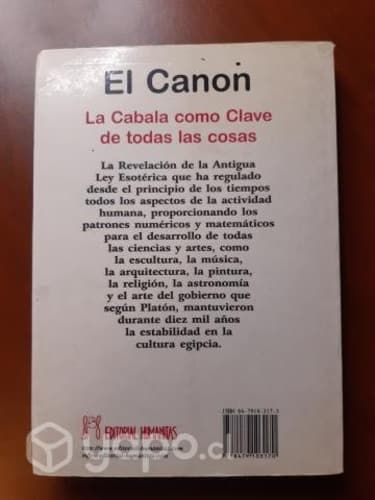 El Canon
La Cabala como Clave
de todas las cosas
La Revelación de la Antigua
Ley Esotérica que ha regulado
desde el principio de los tiempos
todos los aspectos de la actividad
humana, proporcionando los
patrones numéricos y matemáticos
para el desarrollo de todas
las ciencias y artes, como
la escultura, la música,
la arquitectura, la pintura,
la religión, la astronomía
y el arte del gobierno que
según Platón, mantuvieron
durante diez mil años
la estabilidad en la
cultura egipcia.
EDITORIAL HUMANITAS
yapo.cl